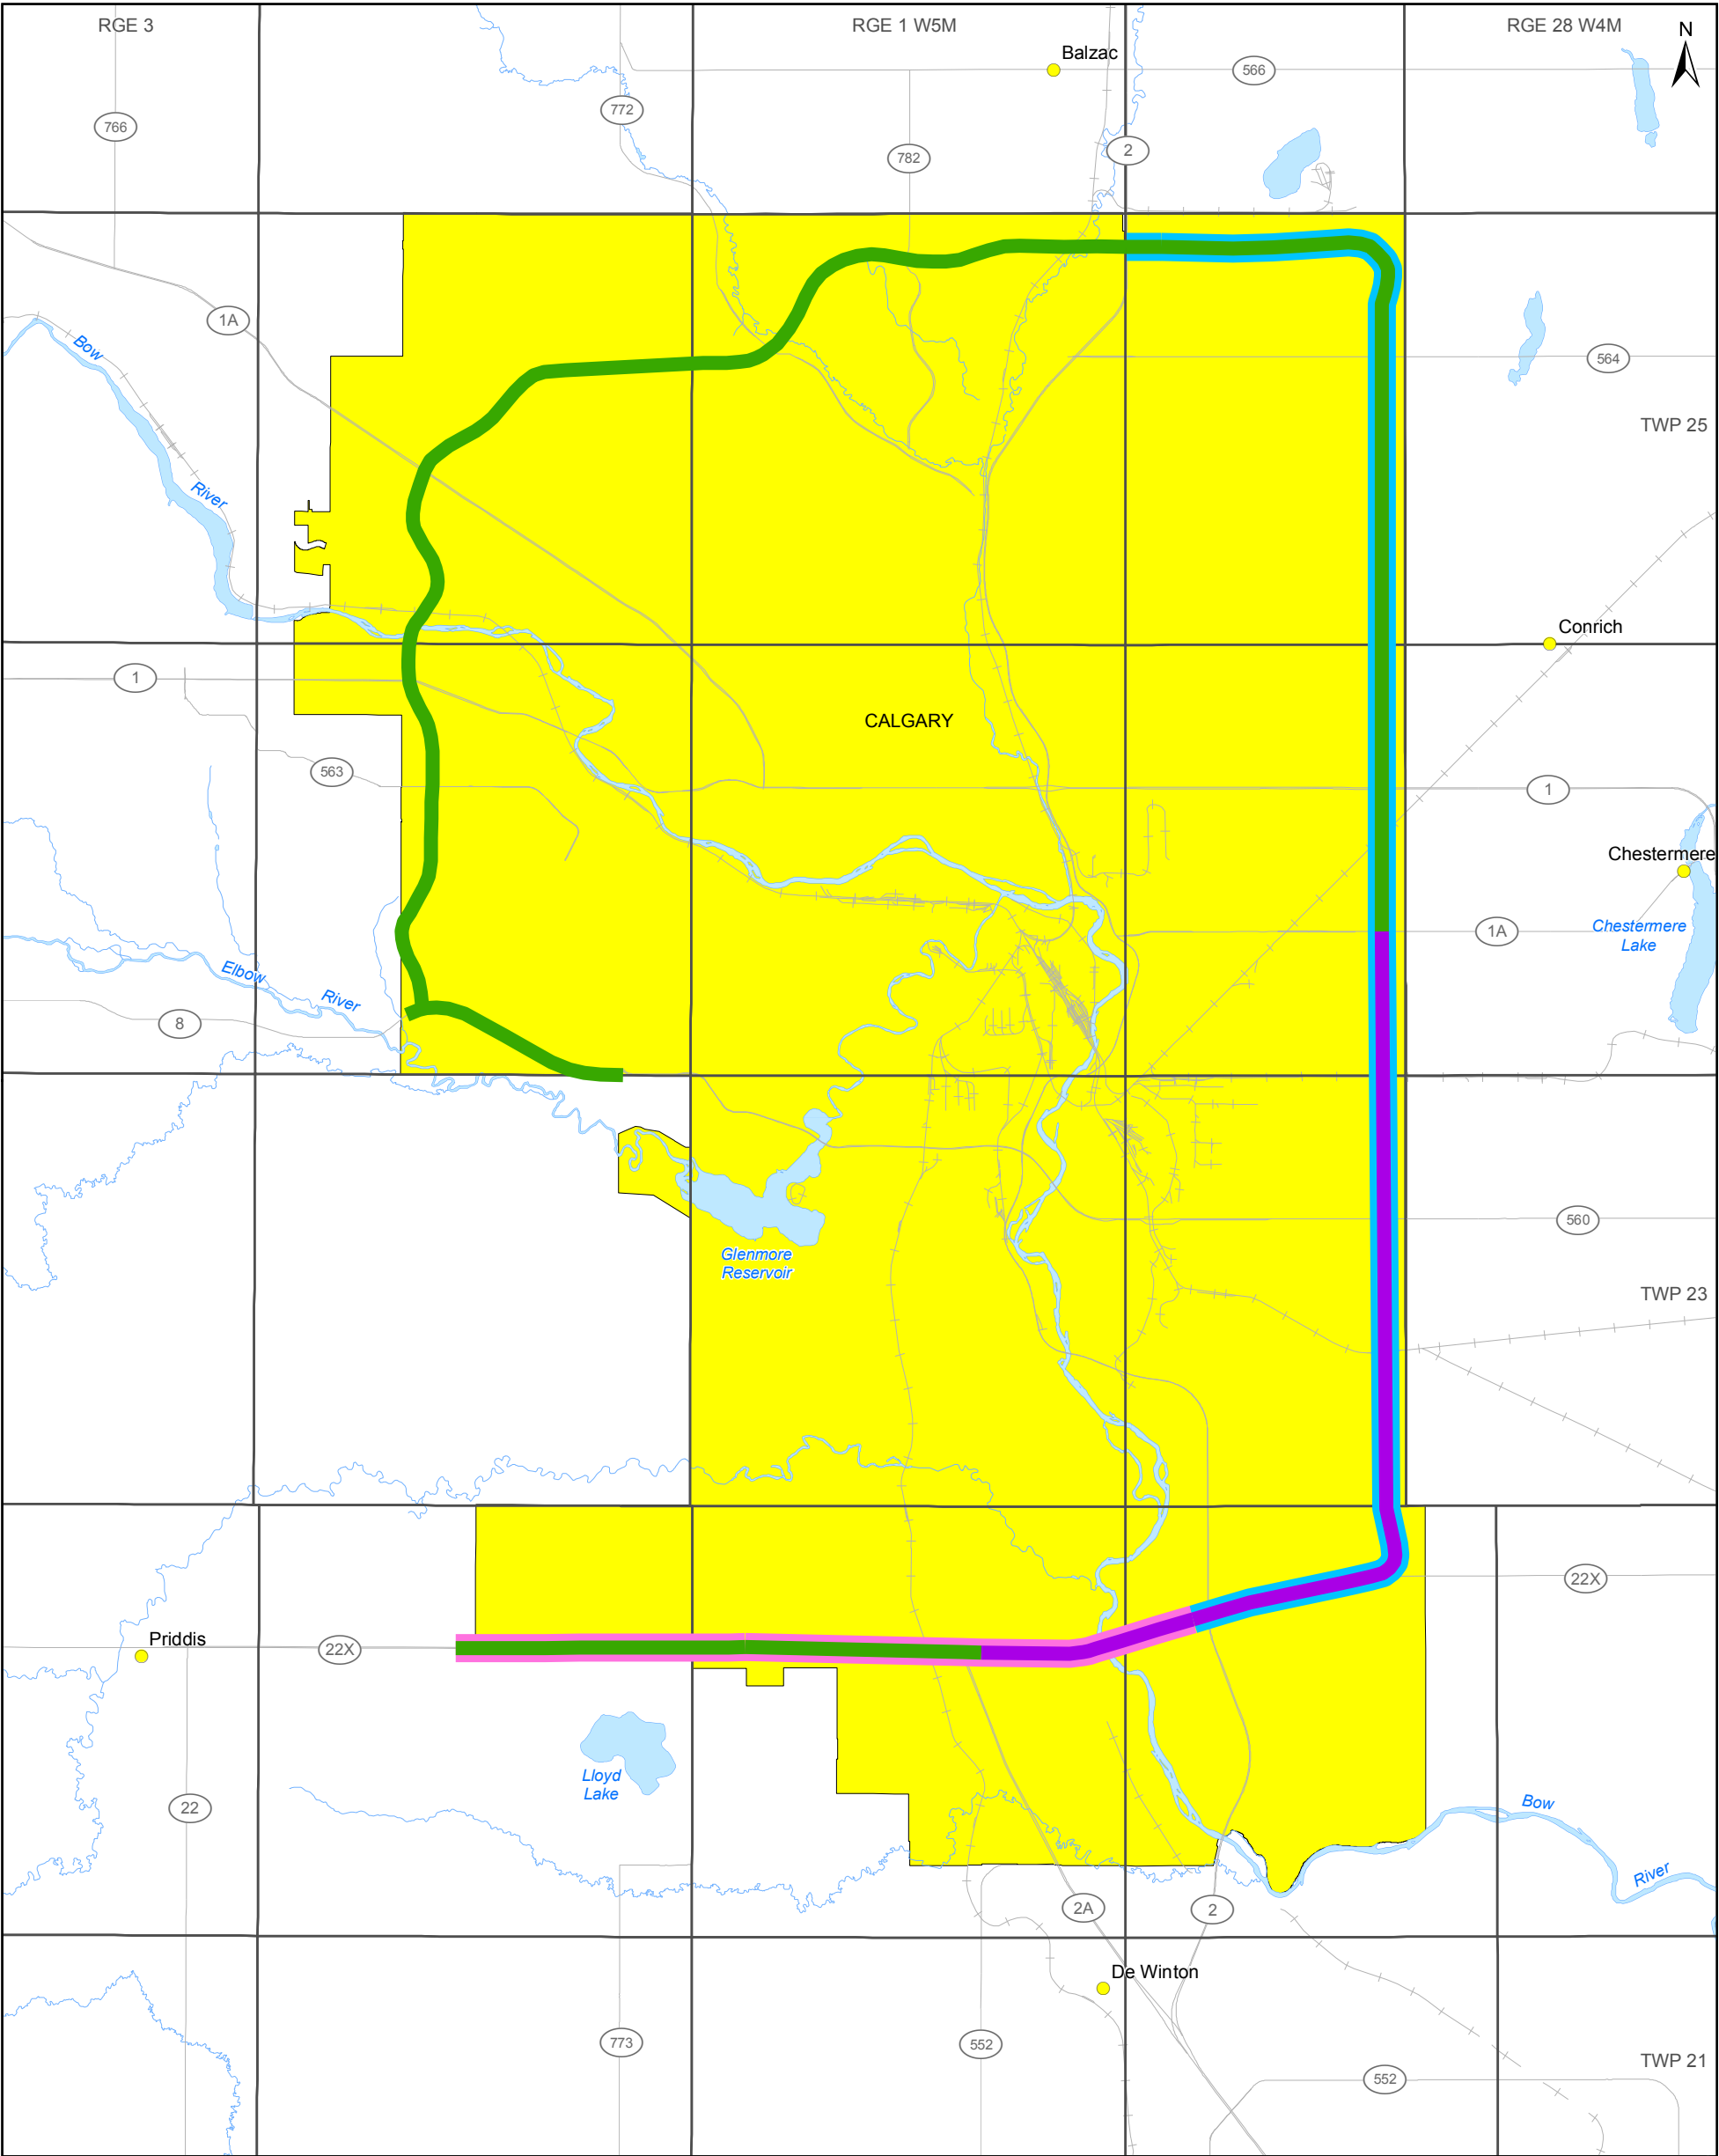 RGE 3
RGE 1 W5M
RGE 28 W4M
N
Balzac
566
772
766
782
2
1A
Bow
564
TWP 25
River
Conrich
1
CALGARY
563
1
Chestermere
1A
Chestermere
Lake
Elbow
River
8
560
Glenmore
Reservoir
TWP 23
22X
Priddis
22X
Lloyd
Lake
22
Bow
River
2A
2
De Winton
773
552
TWP 21
552